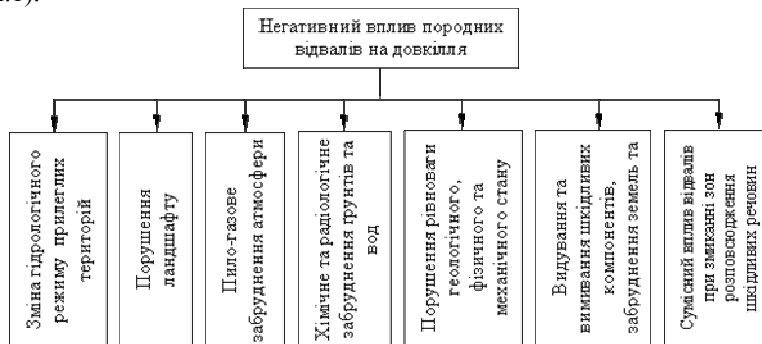 Негативний вплив породних
відвалів на довкілля
Зміна гідрологічного
режиму прилеглих
територій
Порушення
ландшафту
Пило-газове
забруднення атмосфери
Хімічне та радіологічне
забруднення ґрунтів та
вод
Порушення рівноваги
геологічного,
фізичного та
механічного стану
Видування та
вимивання шкідливих
компонентів,
забруднення земель та
Сумісний вплив відвалів
при змиканні зон
розповсюдження
шкідливих речовин